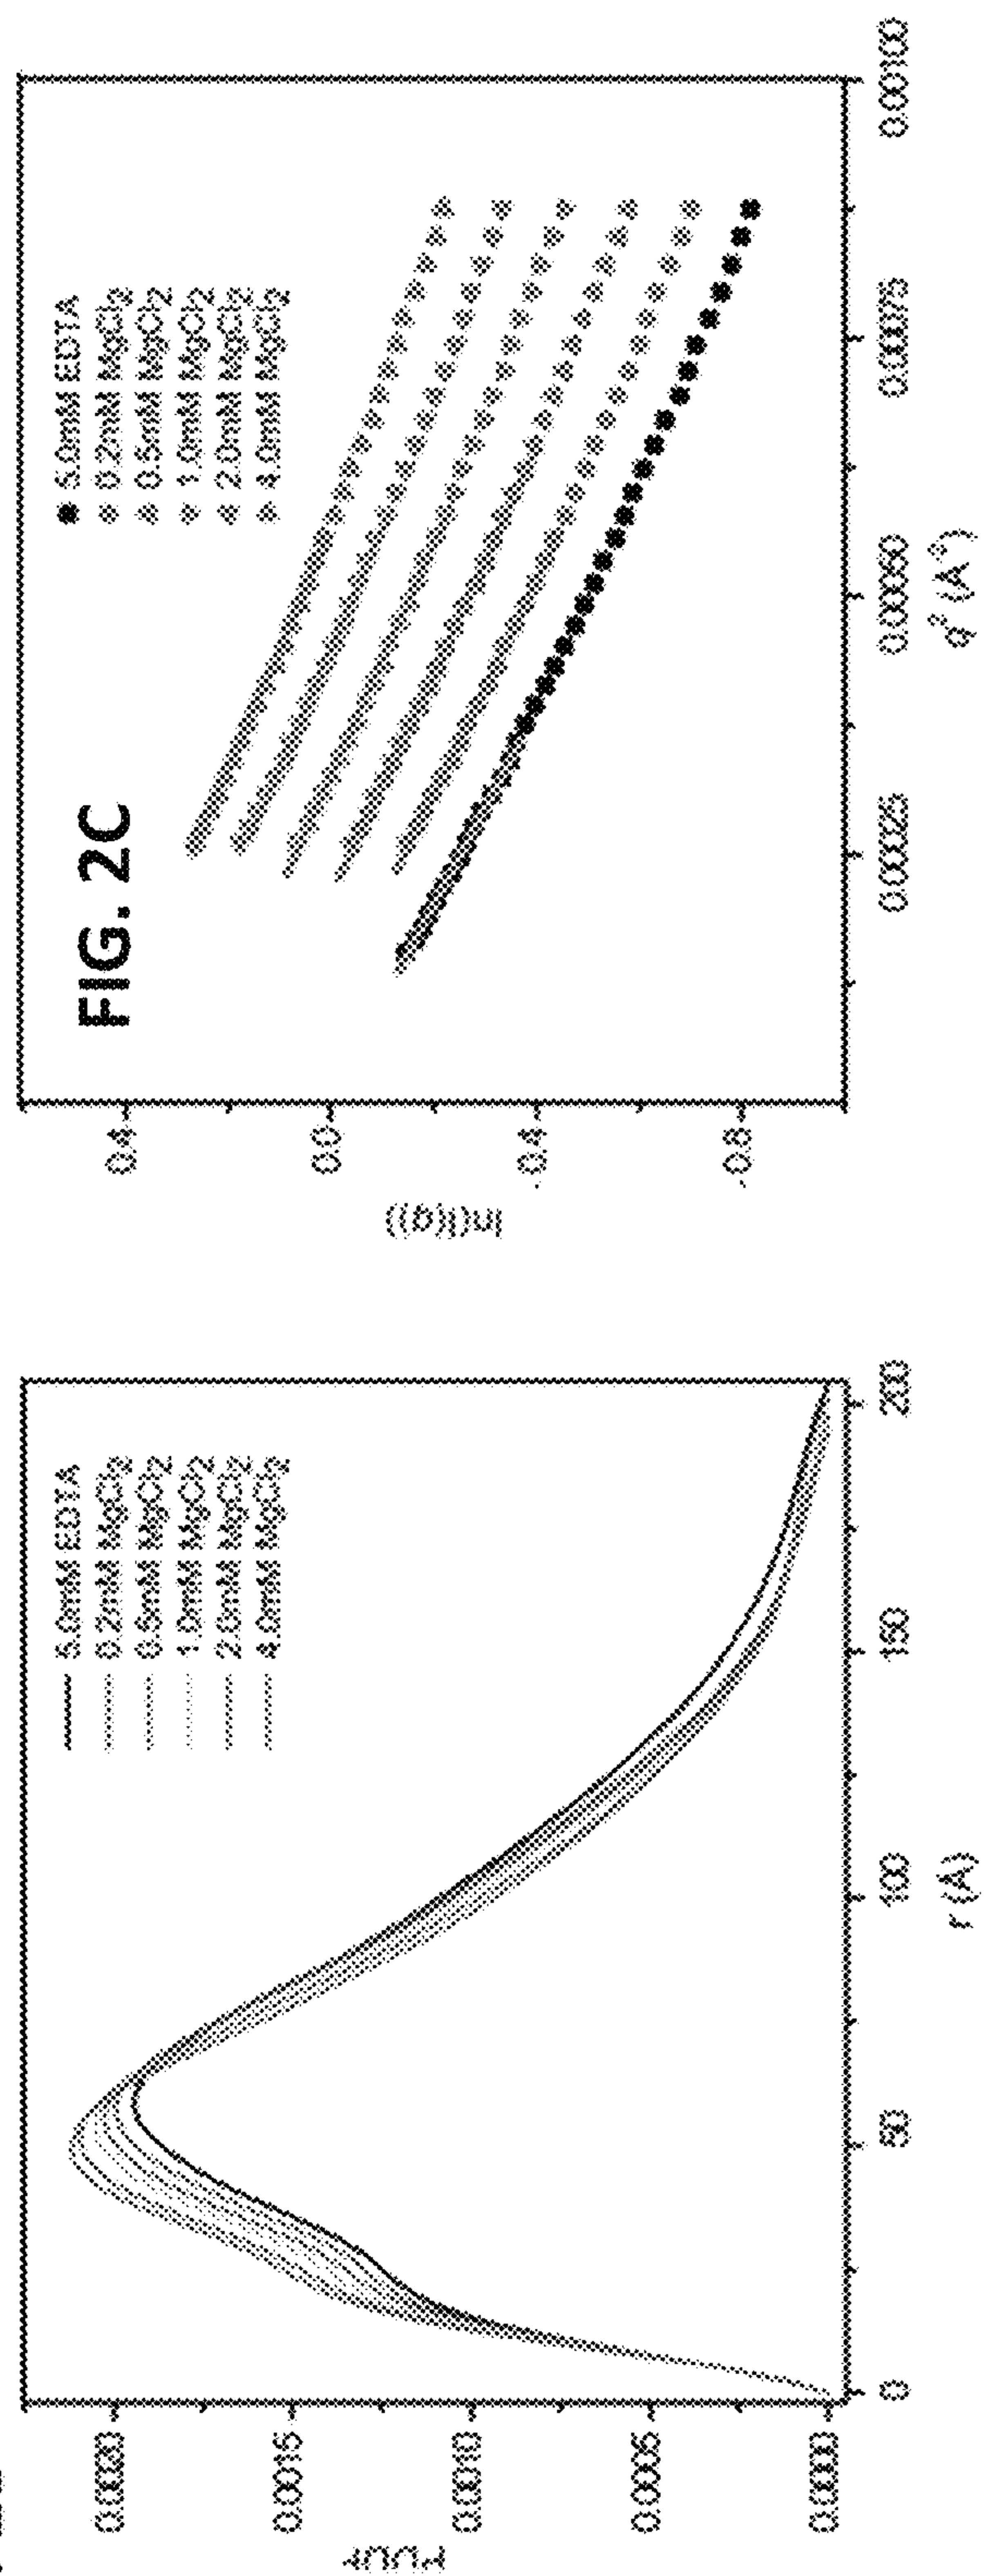 5.0mM EDTA
0.2mM MgCl2
0.5mM MgCl2
1.0mM MgCl2
2.0mM MgCl2
4.0mM MgCl2
0.0020
0.0015
0.0010
0.0005
0.0000
0
50
100
150
200
r (Å)
FIG. 2C
5.0mM EDTA
0.2mM MgCl2
0.5mM MgCl2
1.0mM MgCl2
2.0mM MgCl2
4.0mM MgCl2
ln(I(q))
0.4
0.0
-0.4
-0.8
0.00025
0.00050
0.00075
0.00100
q² (Å⁻²)